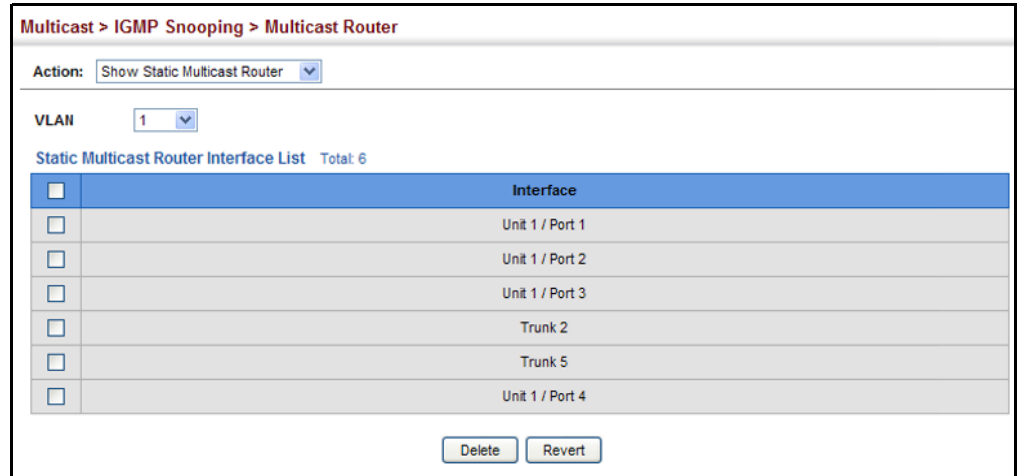 Multicast > IGMP Snooping > Multicast Router
Action: Show Static Multicast Router
VLAN 1
Static Multicast Router Interface List Total: 6
Interface
Unit 1 / Port 1
Unit 1 / Port 2
Unit 1 / Port 3
Trunk 2
Trunk 5
Unit 1 / Port 4
Delete Revert